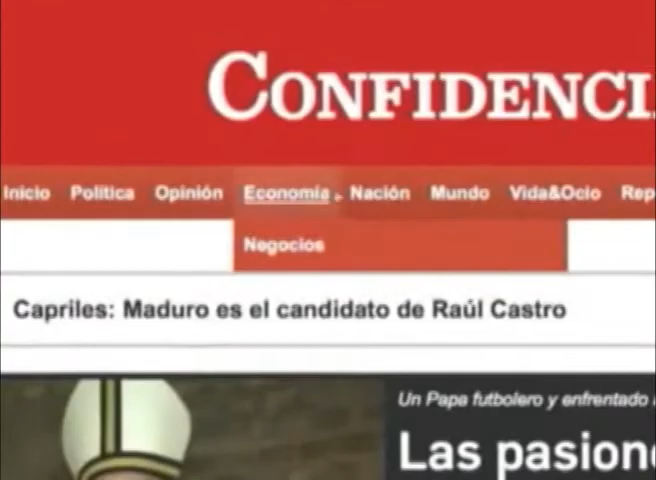 CONFIDENCI
Inicio Política Opinión Economía Nación Mundo Vida&Ocio Rep
Negocios
Capriles: Maduro es el candidato de Raúl Castro
Un Papa futbolero y enfrentado
Las pasion